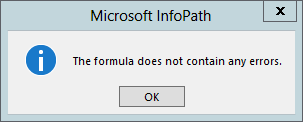 Microsoft InfoPath
X
The formula does not contain any errors.
OK